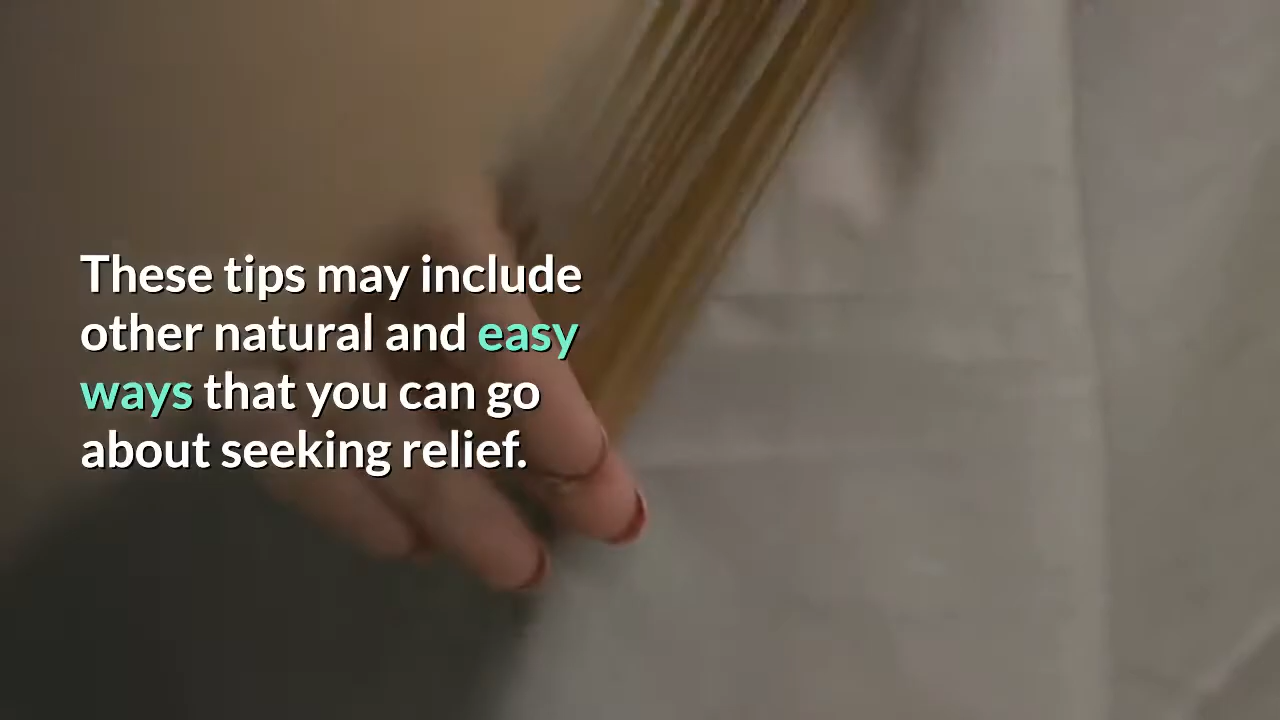 These tips may include
other natural and easy
ways that you can go
about seeking relief.